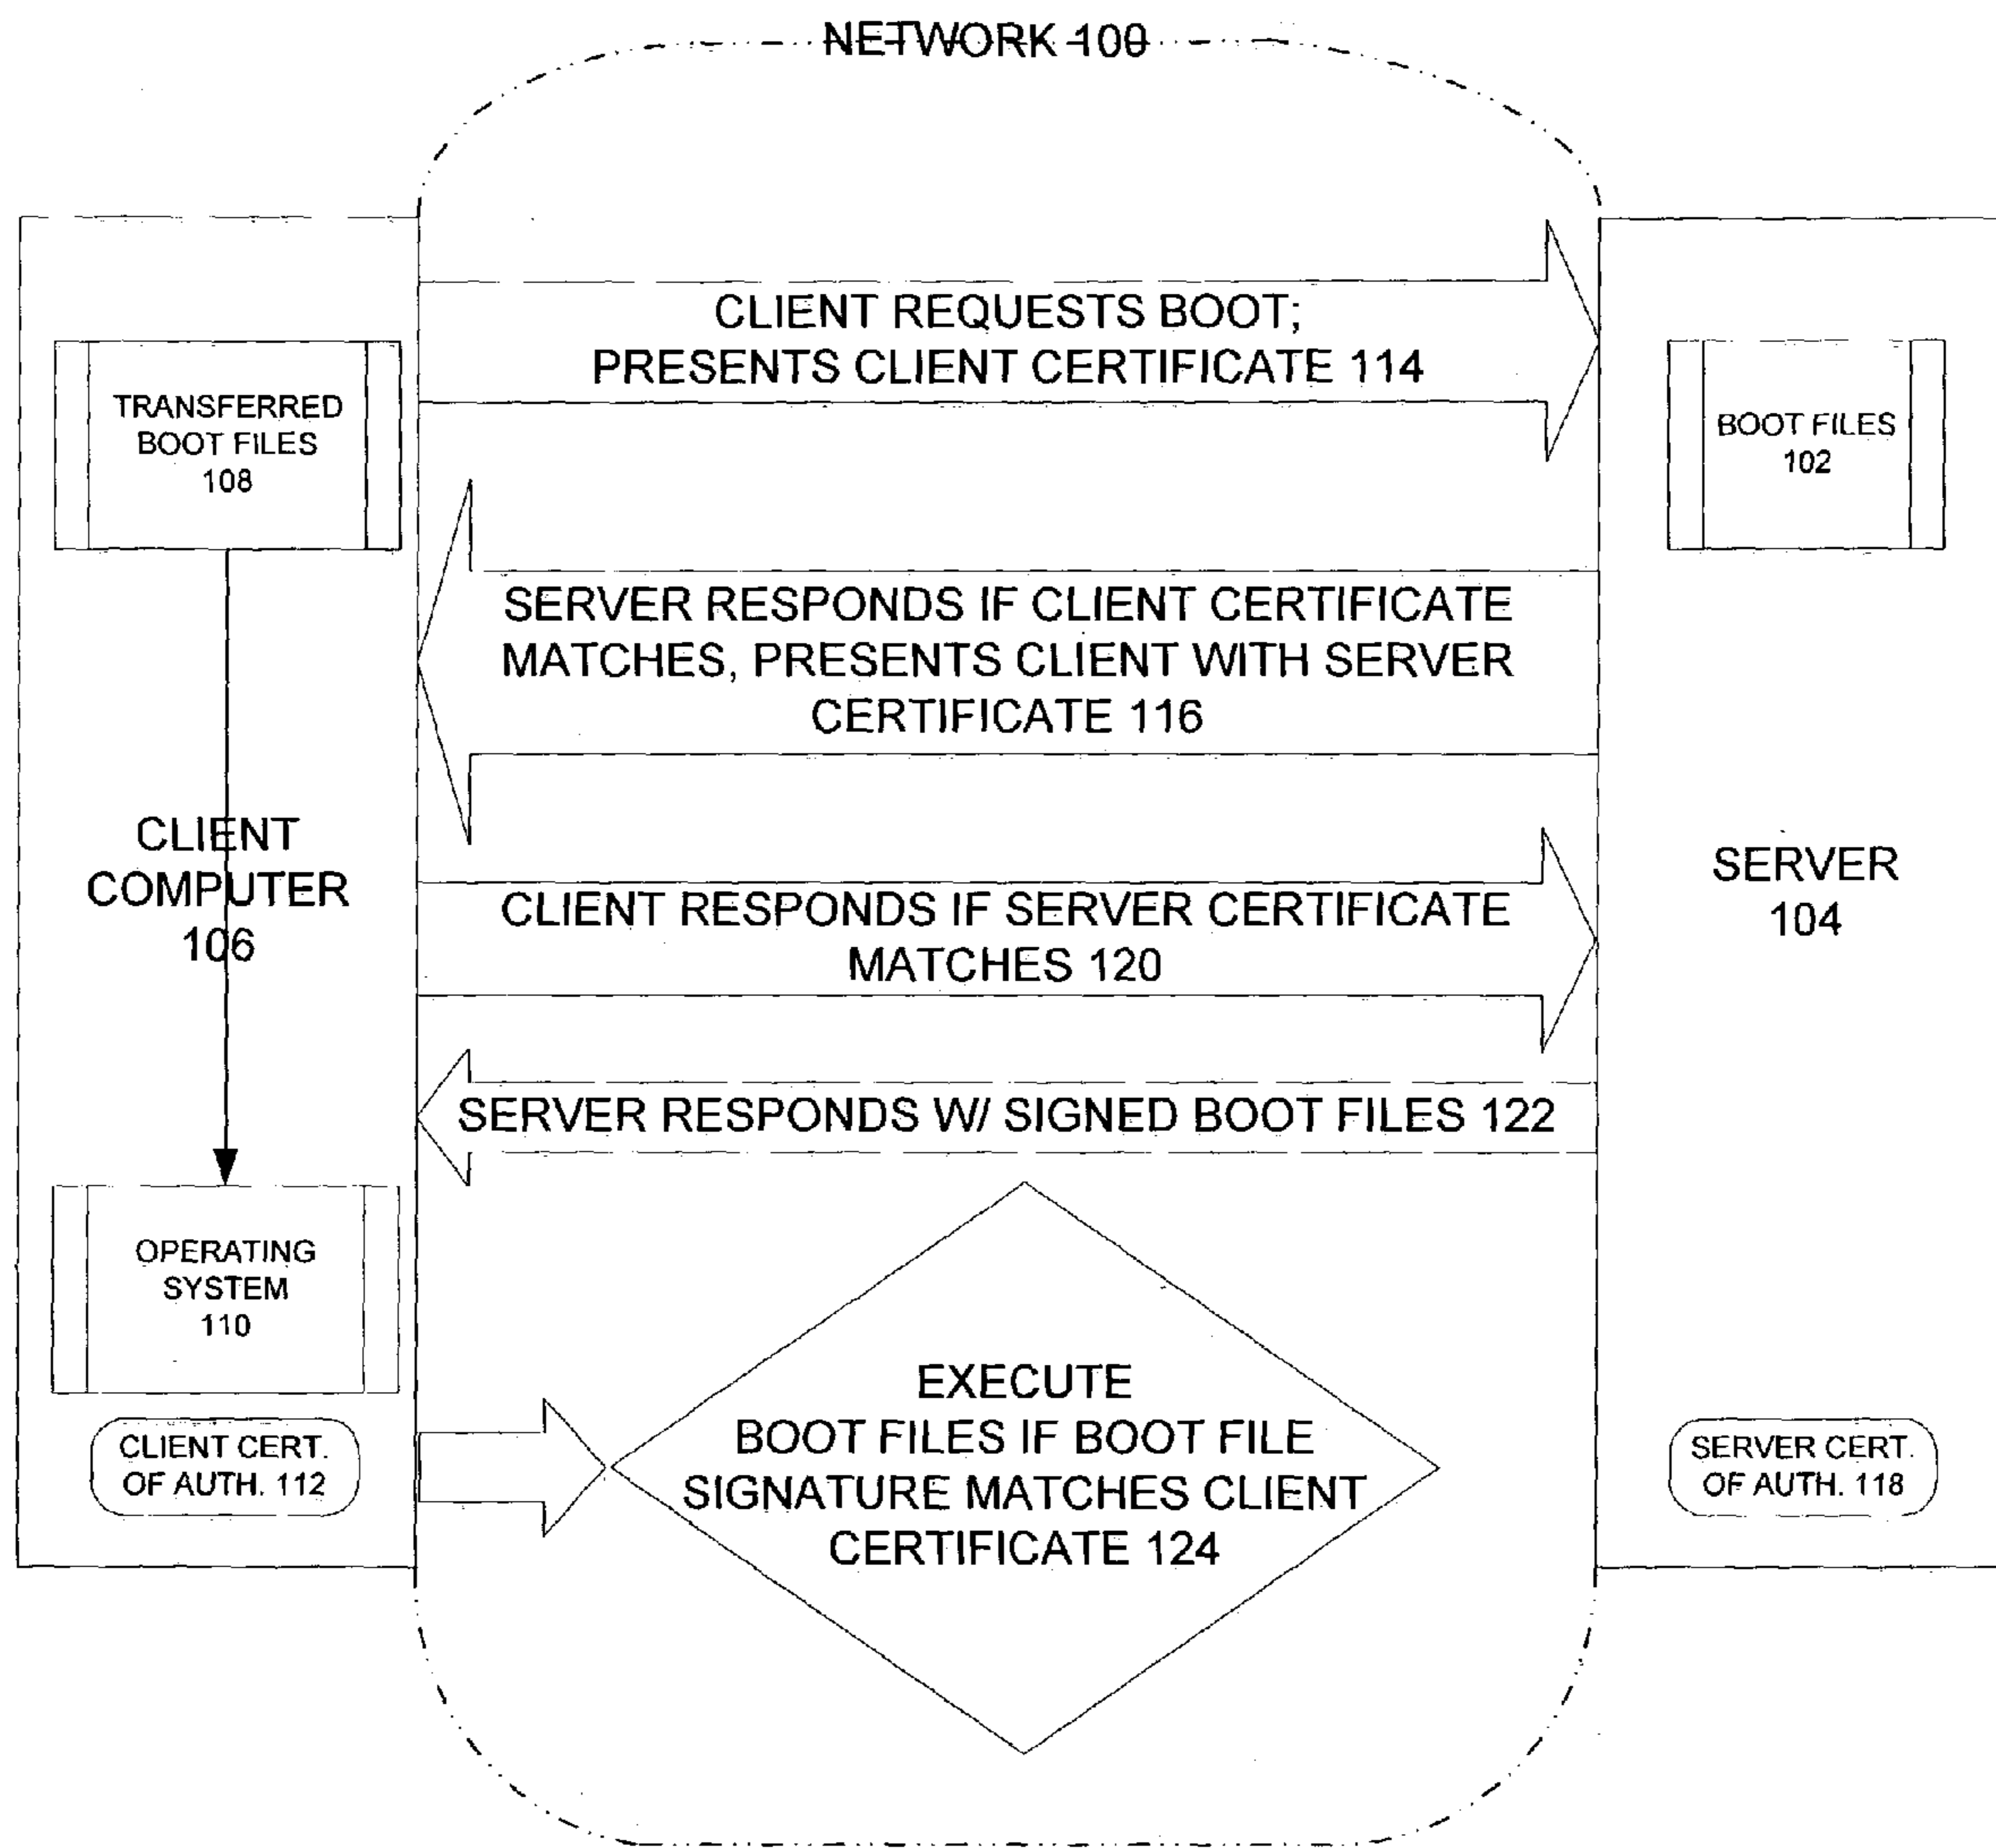 NETWORK 100
CLIENT REQUESTS BOOT;
PRESENTS CLIENT CERTIFICATE 114
TRANSFERRED
BOOT FILES
108
BOOT FILES
102
SERVER RESPONDS IF CLIENT CERTIFICATE
MATCHES, PRESENTS CLIENT WITH SERVER
CERTIFICATE 116
CLIENT
COMPUTER
106
SERVER
104
CLIENT RESPONDS IF SERVER CERTIFICATE
MATCHES 120
SERVER RESPONDS W/ SIGNED BOOT FILES 122
OPERATING
SYSTEM
110
EXECUTE
BOOT FILES IF BOOT FILE
SIGNATURE MATCHES CLIENT
CERTIFICATE 124
CLIENT CERT.
OF AUTH. 112
SERVER CERT.
OF AUTH. 118